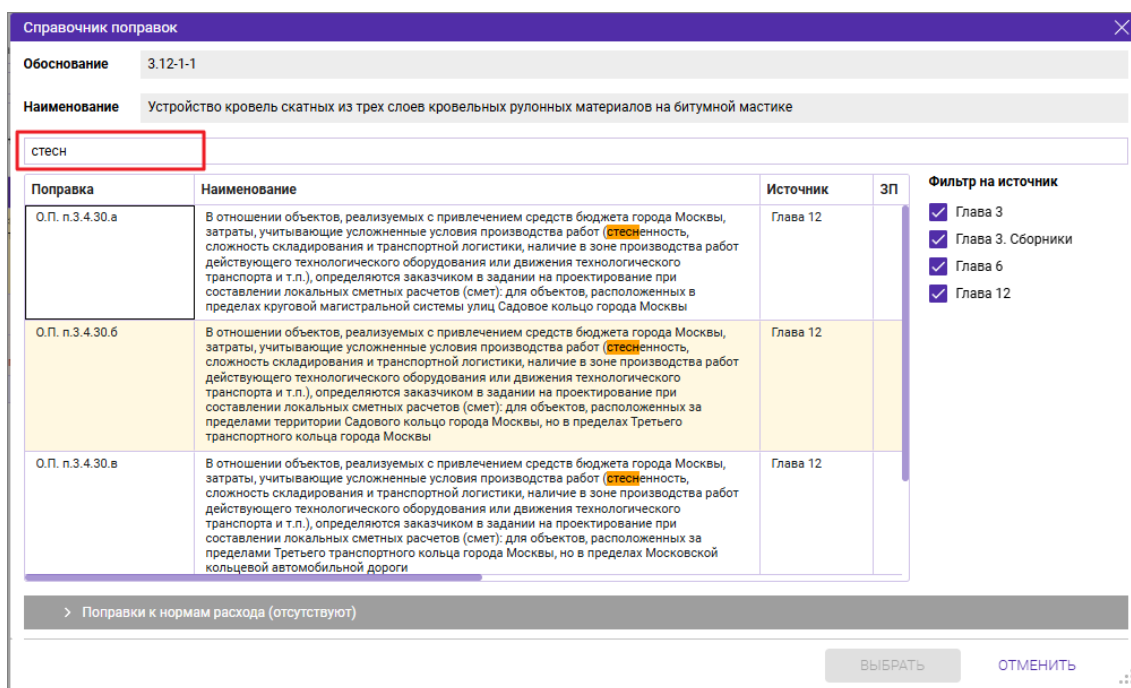 Справочник поправок
Обоснование 3.12-1-1
Наименование Устройство кровель скатных из трех слоев кровельных рулонных материалов на битумной мастике
стесн
Поправка Наименование Источник ЗП
О.П. п.3.4.30.а В отношении объектов, реализуемых с привлечением средств бюджета города Москвы, Глава 12
затраты, учитывающие усложненные условия производства работ (стесненность,
сложность складирования и транспортной логистики, наличие в зоне производства работ
действующего технологического оборудования или движения технологического
транспорта и т.п.), определяются заказчиком в задании на проектирование при
составлении локальных сметных расчетов (смет): для объектов, расположенных в
пределах круговой магистральной системы улиц Садовое кольцо города Москвы
О.П. п.3.4.30.б В отношении объектов, реализуемых с привлечением средств бюджета города Москвы, Глава 12
затраты, учитывающие усложненные условия производства работ (стесненность,
сложность складирования и транспортной логистики, наличие в зоне производства работ
действующего технологического оборудования или движения технологического
транспорта и т.п.), определяются заказчиком в задании на проектирование при
составлении локальных сметных расчетов (смет): для объектов, расположенных за
пределами территории Садового кольцо города Москвы, но в пределах Третьего
транспортного кольца города Москвы
О.П. п.3.4.30.в В отношении объектов, реализуемых с привлечением средств бюджета города Москвы, Глава 12
затраты, учитывающие усложненные условия производства работ (стесненность,
сложность складирования и транспортной логистики, наличие в зоне производства работ
действующего технологического оборудования или движения технологического
транспорта и т.п.), определяются заказчиком в задании на проектирование при
составлении локальных сметных расчетов (смет): для объектов, расположенных за
пределами Третьего транспортного кольца города Москвы, но в пределах Московской
кольцевой автомобильной дороги
Фильтр на источник
Глава 3
Глава 3. Сборники
Глава 6
Глава 12
Поправки к нормам расхода (отсутствуют)
ВЫБРАТЬ ОТМЕНИТЬ